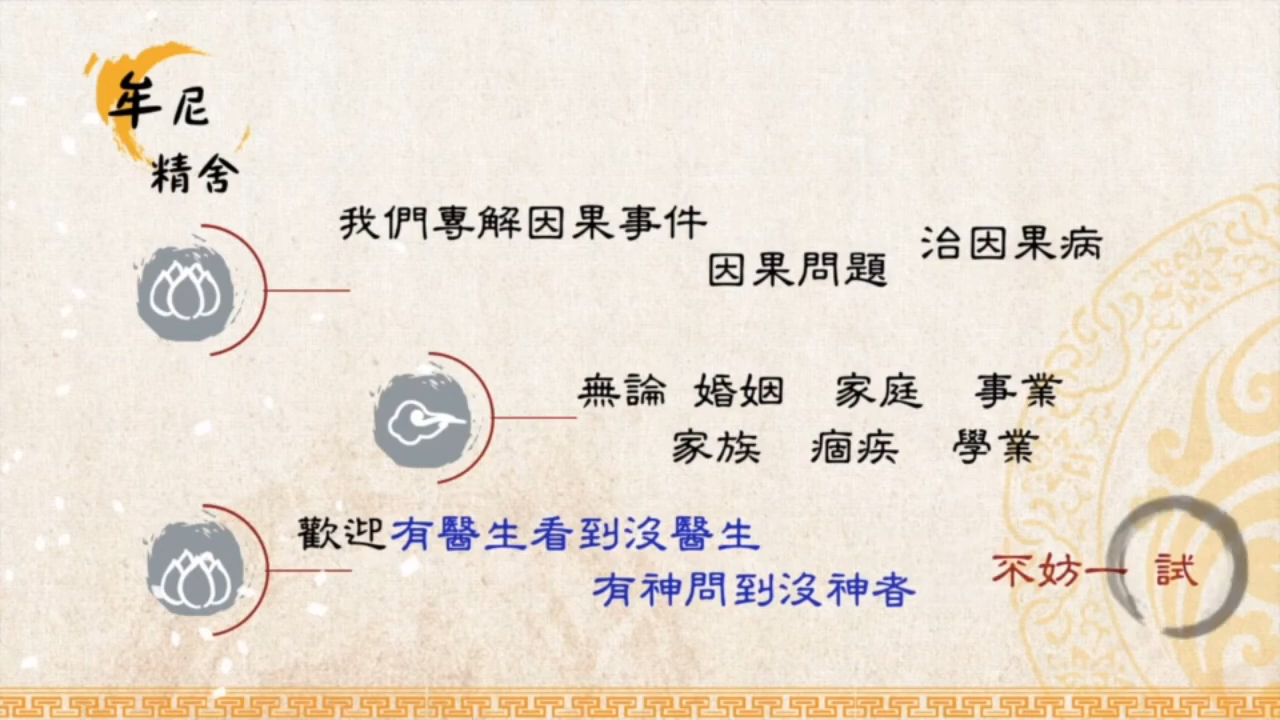 牟尼
精舍
我們專解因果事件
因果問題
治因果病
無論 婚姻 家庭 事業
家族 痼疾 學業
歡迎有醫生看到沒醫生
有神問到沒神者
不妨一 試